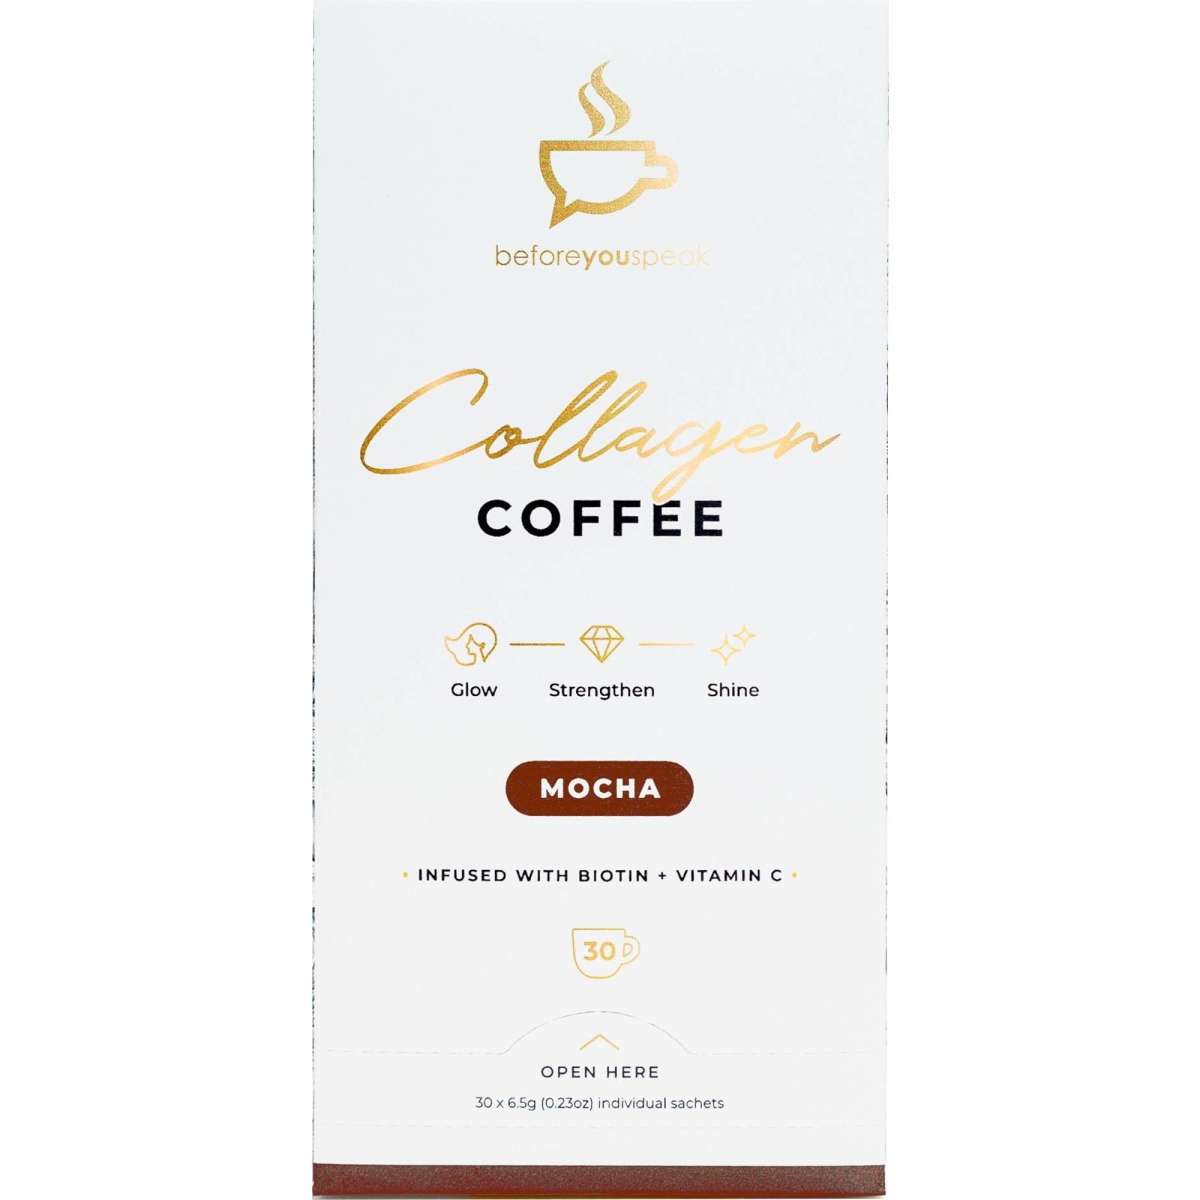 beforeyouspeak
Collagen
COFFEE
Glow Strengthen Shine
MOCHA
• INFUSED WITH BIOTIN + VITAMIN C •
30
OPEN HERE
30 x 6.5g (0.23oz) individual sachets